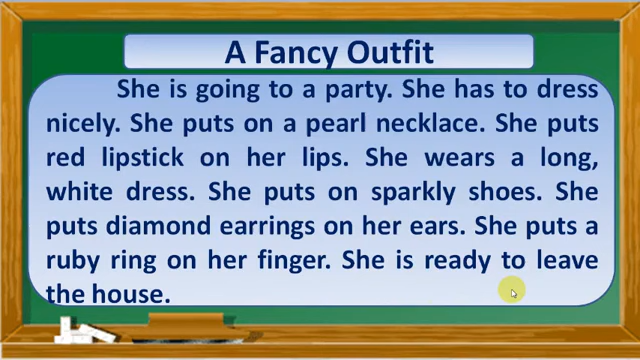 A Fancy Outfit
She is going to a party. She has to dress
nicely. She puts on a pearl necklace. She puts
red lipstick on her lips. She wears a long,
white dress. She puts on sparkly shoes. She
puts diamond earrings on her ears. She puts a
ruby ring on her finger. She is ready to leave
the house.